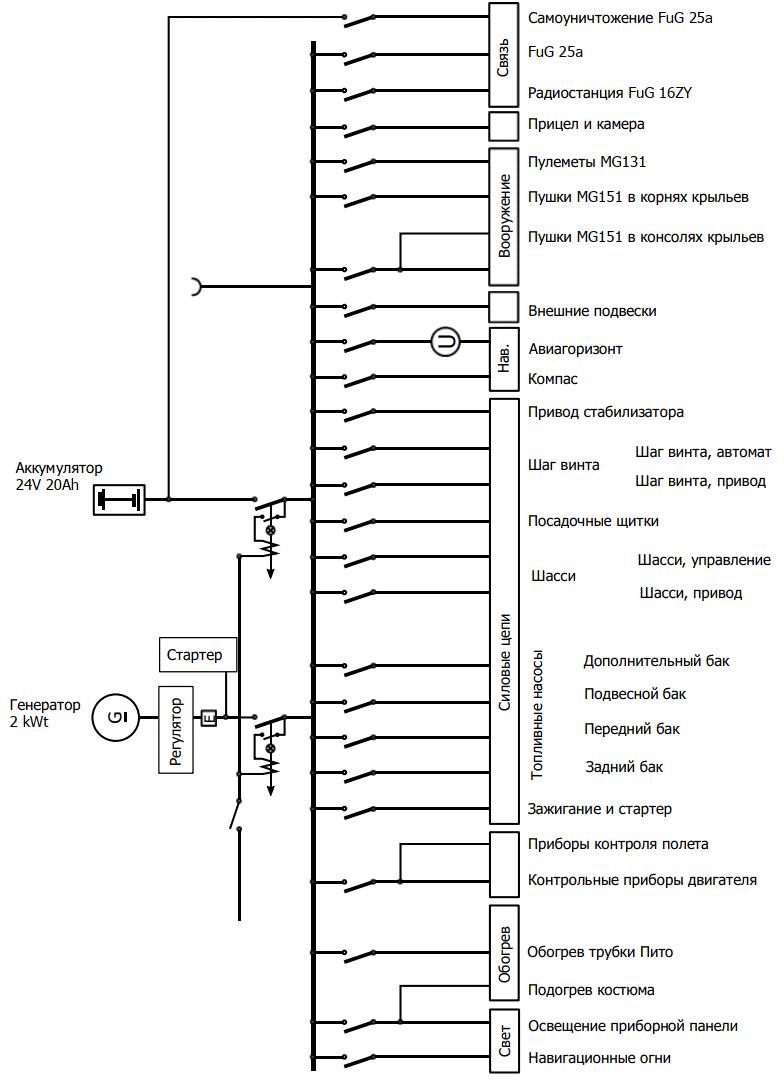 Самоуничтожение FuG 25a
FuG 25a
Связь
Радиостанция FuG 16ZY
Прицел и камера
Пулеметы MG131
Пушки MG151 в корнях крыльев
Вооружение
Пушки MG151 в консолях крыльев
Внешние подвески
U
Авиагоризонт
Нав.
Компас
Привод стабилизатора
Шаг винта, автомат
Шаг винта
Шаг винта, привод
Аккумулятор
24V 20Ah
Посадочные щитки
Шасси, управление
Шасси
Шасси, привод
Силовые цепи
Стартер
Топливные насосы
Дополнительный бак
Подвесной бак
Генератор
2 kWt
G
Регулятор
F
Передний бак
Задний бак
Зажигание и стартер
Приборы контроля полета
Контрольные приборы двигателя
Обогрев
Обогрев трубки Пито
Подогрев костюма
Свет
Освещение приборной панели
Навигационные огни